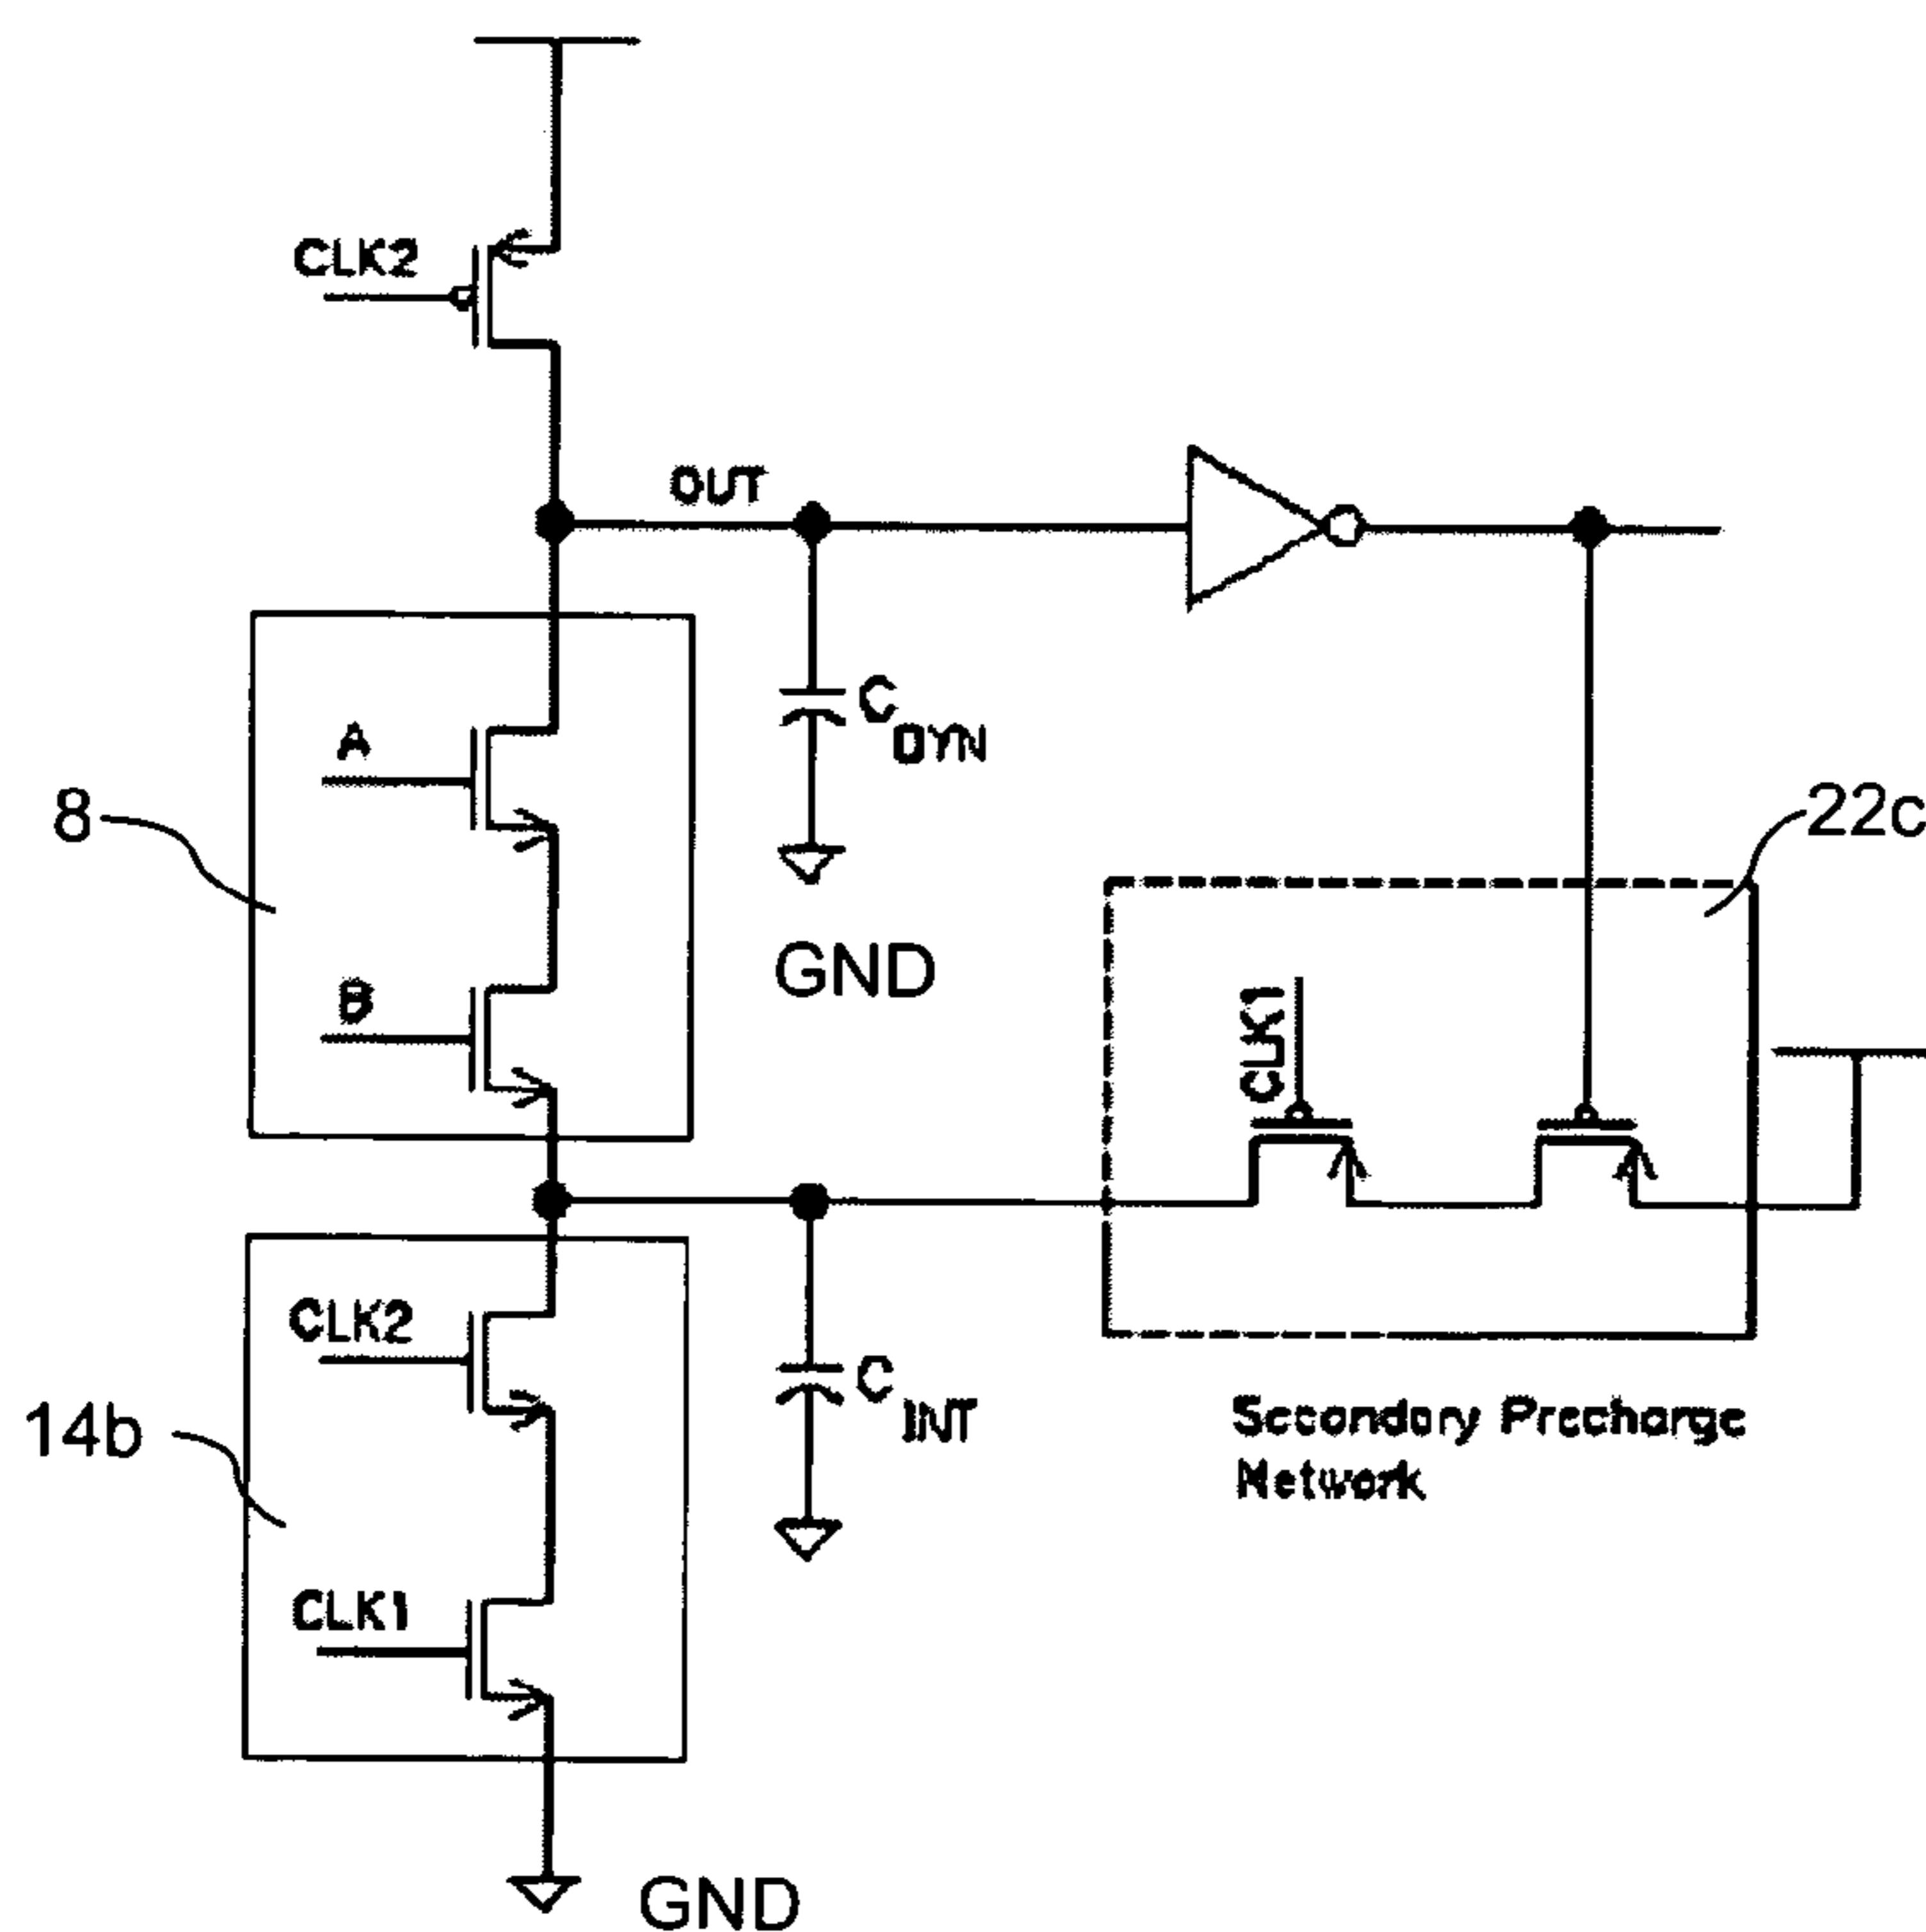 CLK2
OUT
A
C DYN
8
22c
GND
B
CLK1
CLK2
C INT
Secondary Precharge
Network
14b
CLK1
GND